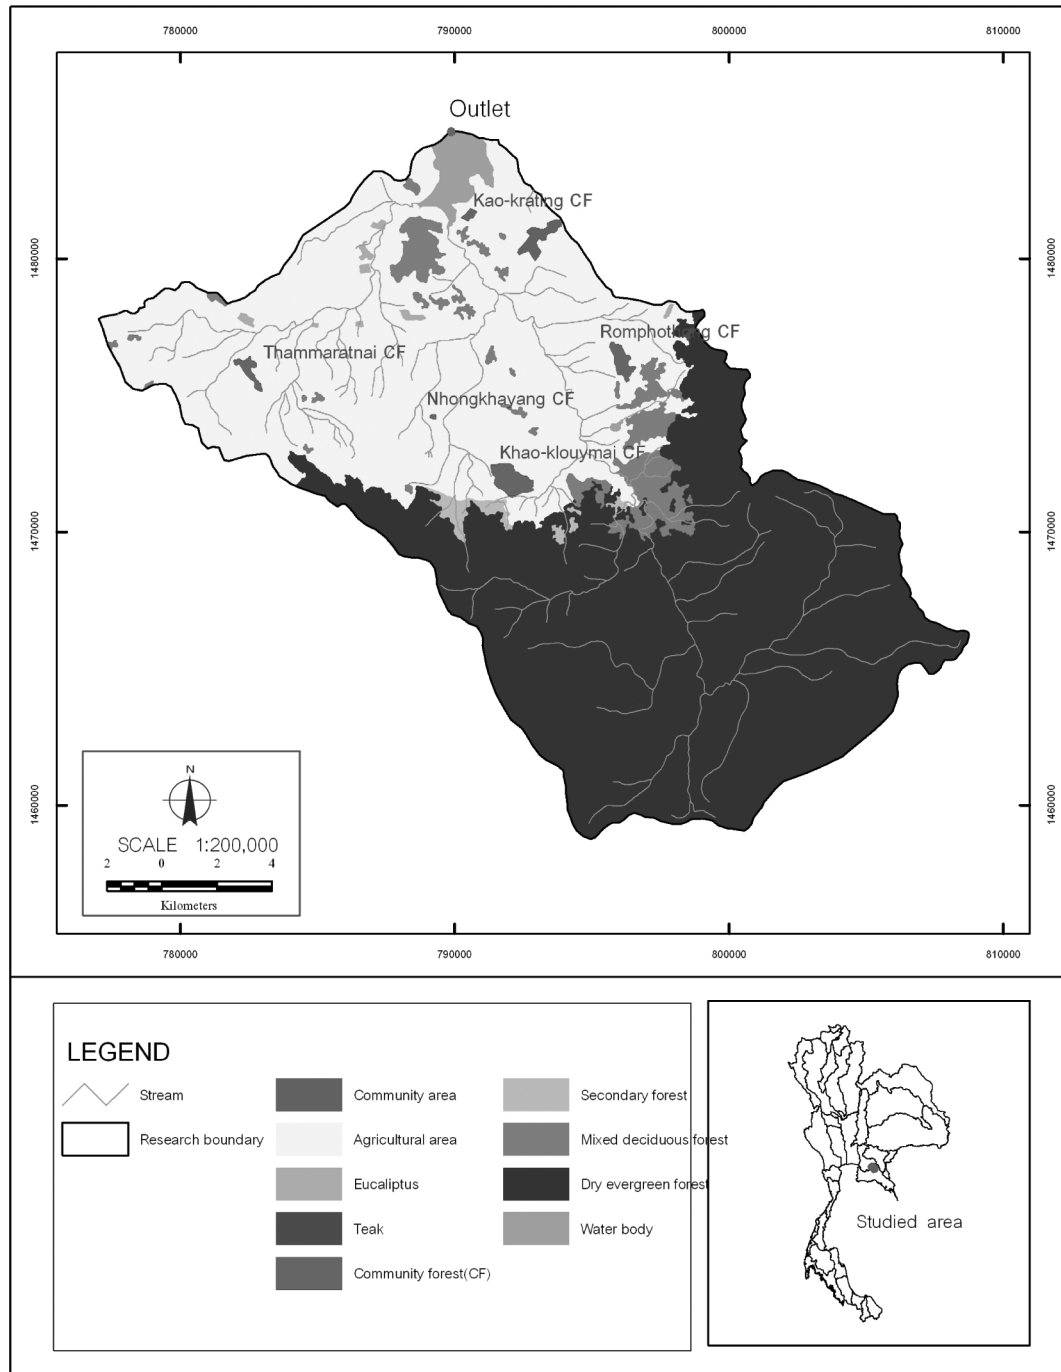 780000
790000
800000
810000
Outlet
Kao-krating CF
1480000
1480000
Thammaratnai CF
Nhongkhayang CF
Khao-klouymai CF
1470000
1470000
N
SCALE 1:200,000
2 0 2 4
Kilometers
1460000
1460000
780000
790000
800000
810000
LEGEND
Stream
Research boundary
Community area
Agricultural area
Eucaliptus
Teak
Community forest(CF)
Secondary forest
Mixed deciduous forest
Dry evergreen forest
Water body
Studied area